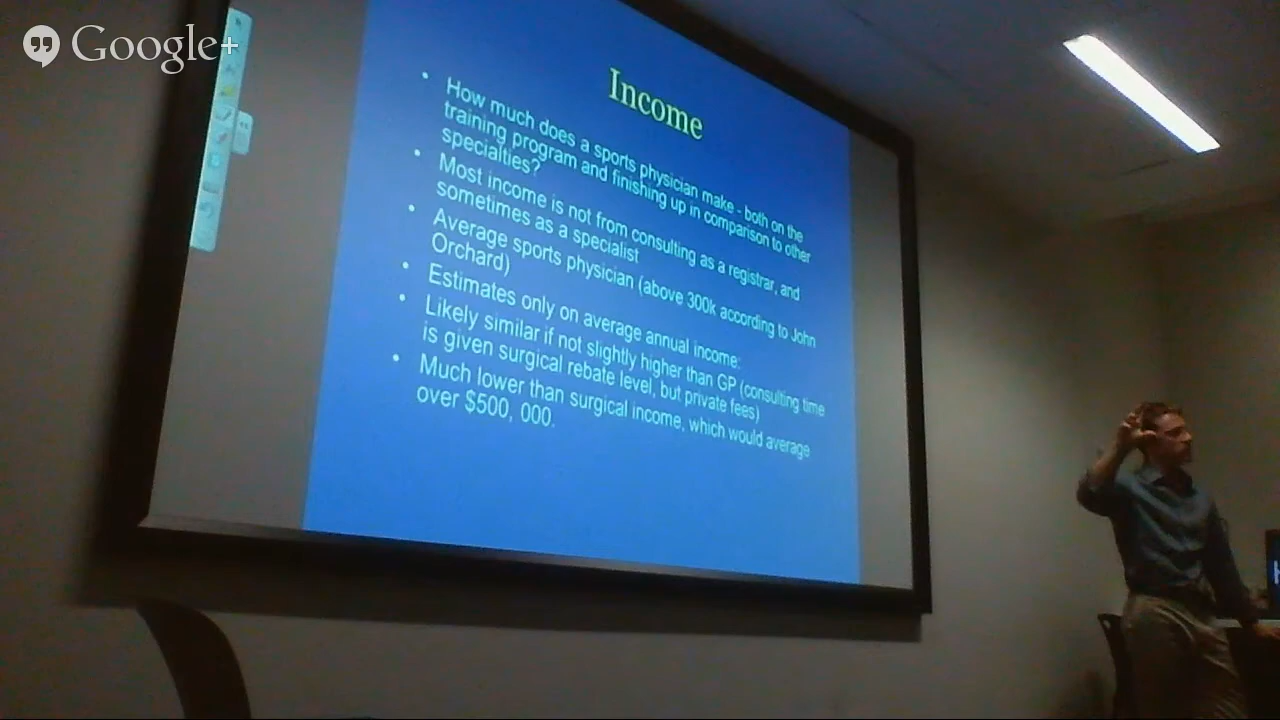 Google+
Income
• How much does a sports physician make - both on the
training program and finishing up in comparison to other
specialties?
• Most income is not from consulting as a registrar, and
sometimes as a specialist
• Average sports physician (above 300k according to John
Orchard)
• Estimates only on average annual income:
• Likely similar if not slightly higher than GP (consulting time
is given surgical rebate level, but private fees)
• Much lower than surgical income, which would average
over $500, 000.